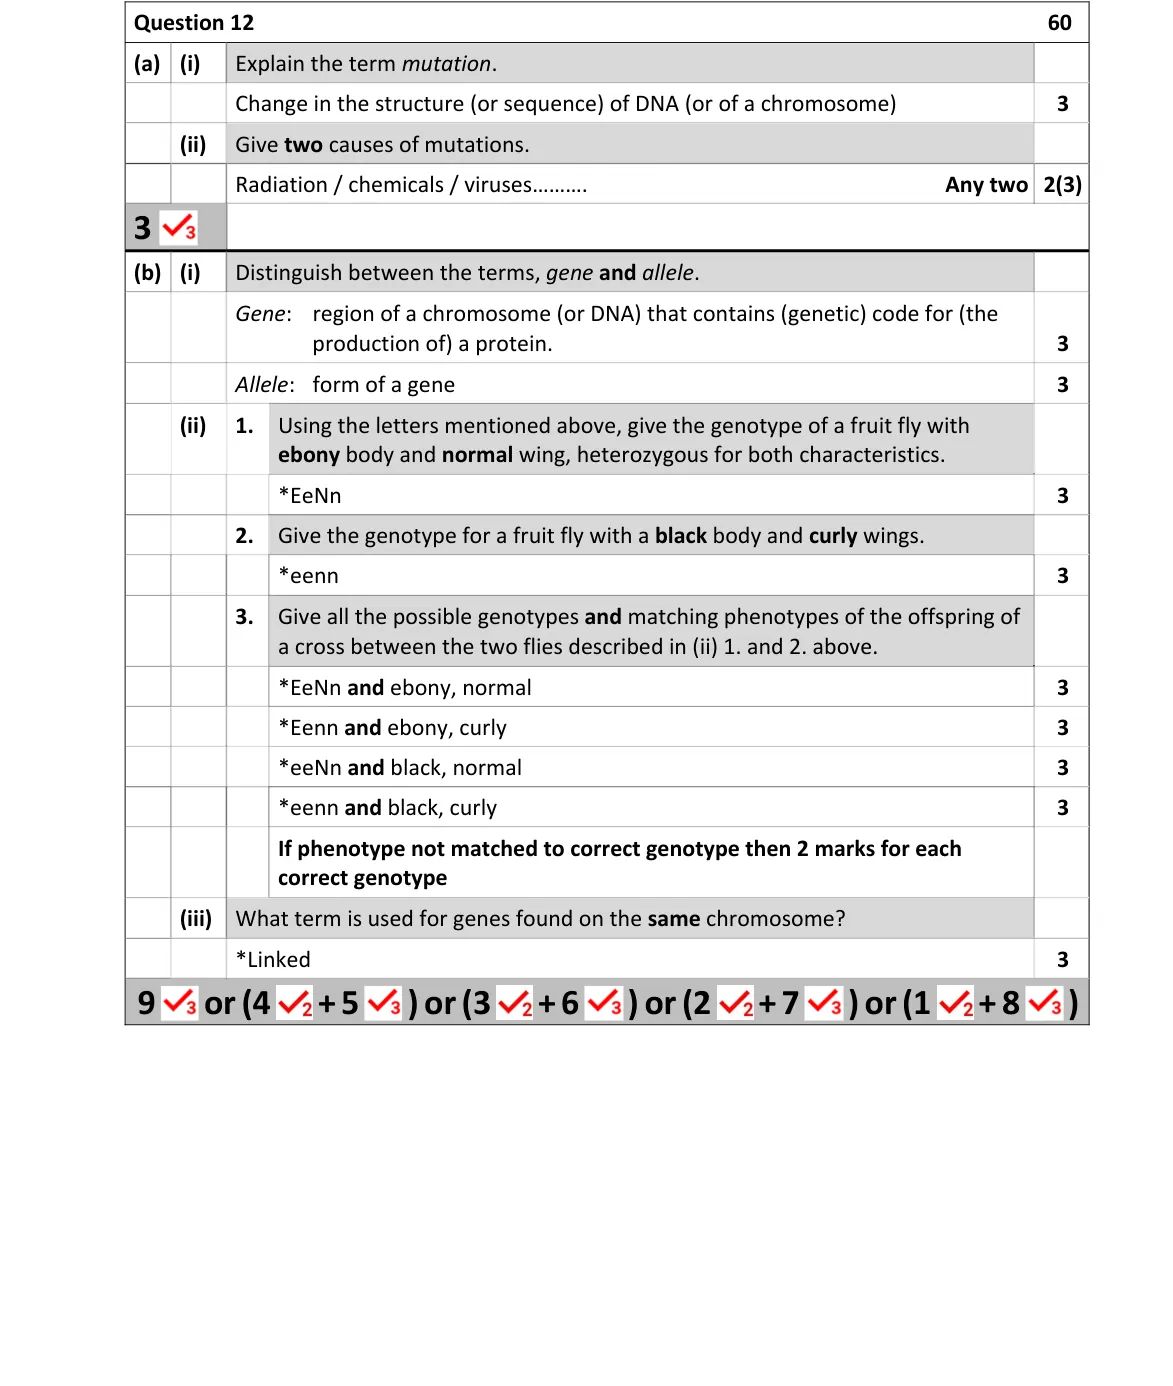 Question 12 60
(a) (i) Explain the term mutation.
Change in the structure (or sequence) of DNA (or of a chromosome) 3
(ii) Give two causes of mutations.
Radiation / chemicals / viruses………. Any two 2(3)
3 ✓3
(b) (i) Distinguish between the terms, gene and allele.
Gene: region of a chromosome (or DNA) that contains (genetic) code for (the
production of) a protein. 3
Allele: form of a gene 3
(ii) 1. Using the letters mentioned above, give the genotype of a fruit fly with
ebony body and normal wing, heterozygous for both characteristics.
*EeNn 3
2. Give the genotype for a fruit fly with a black body and curly wings.
*eenn 3
3. Give all the possible genotypes and matching phenotypes of the offspring of
a cross between the two flies described in (ii) 1. and 2. above.
*EeNn and ebony, normal 3
*Eenn and ebony, curly 3
*eeNn and black, normal 3
*eenn and black, curly 3
If phenotype not matched to correct genotype then 2 marks for each
correct genotype
(iii) What term is used for genes found on the same chromosome?
*Linked 3
9 ✓3 or (4 ✓2 + 5 ✓3 ) or (3 ✓2 + 6 ✓3 ) or (2 ✓2 + 7 ✓3 ) or (1 ✓2 + 8 ✓3 )